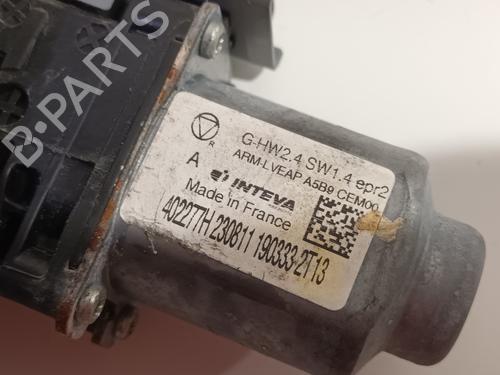 B-PARTS
G-HW2.4 SW1.4 epr2
R
A
ARM-LVEAP A5B9 CEM00
INTEVA
Made in France
402277H 230811 190333-2T13